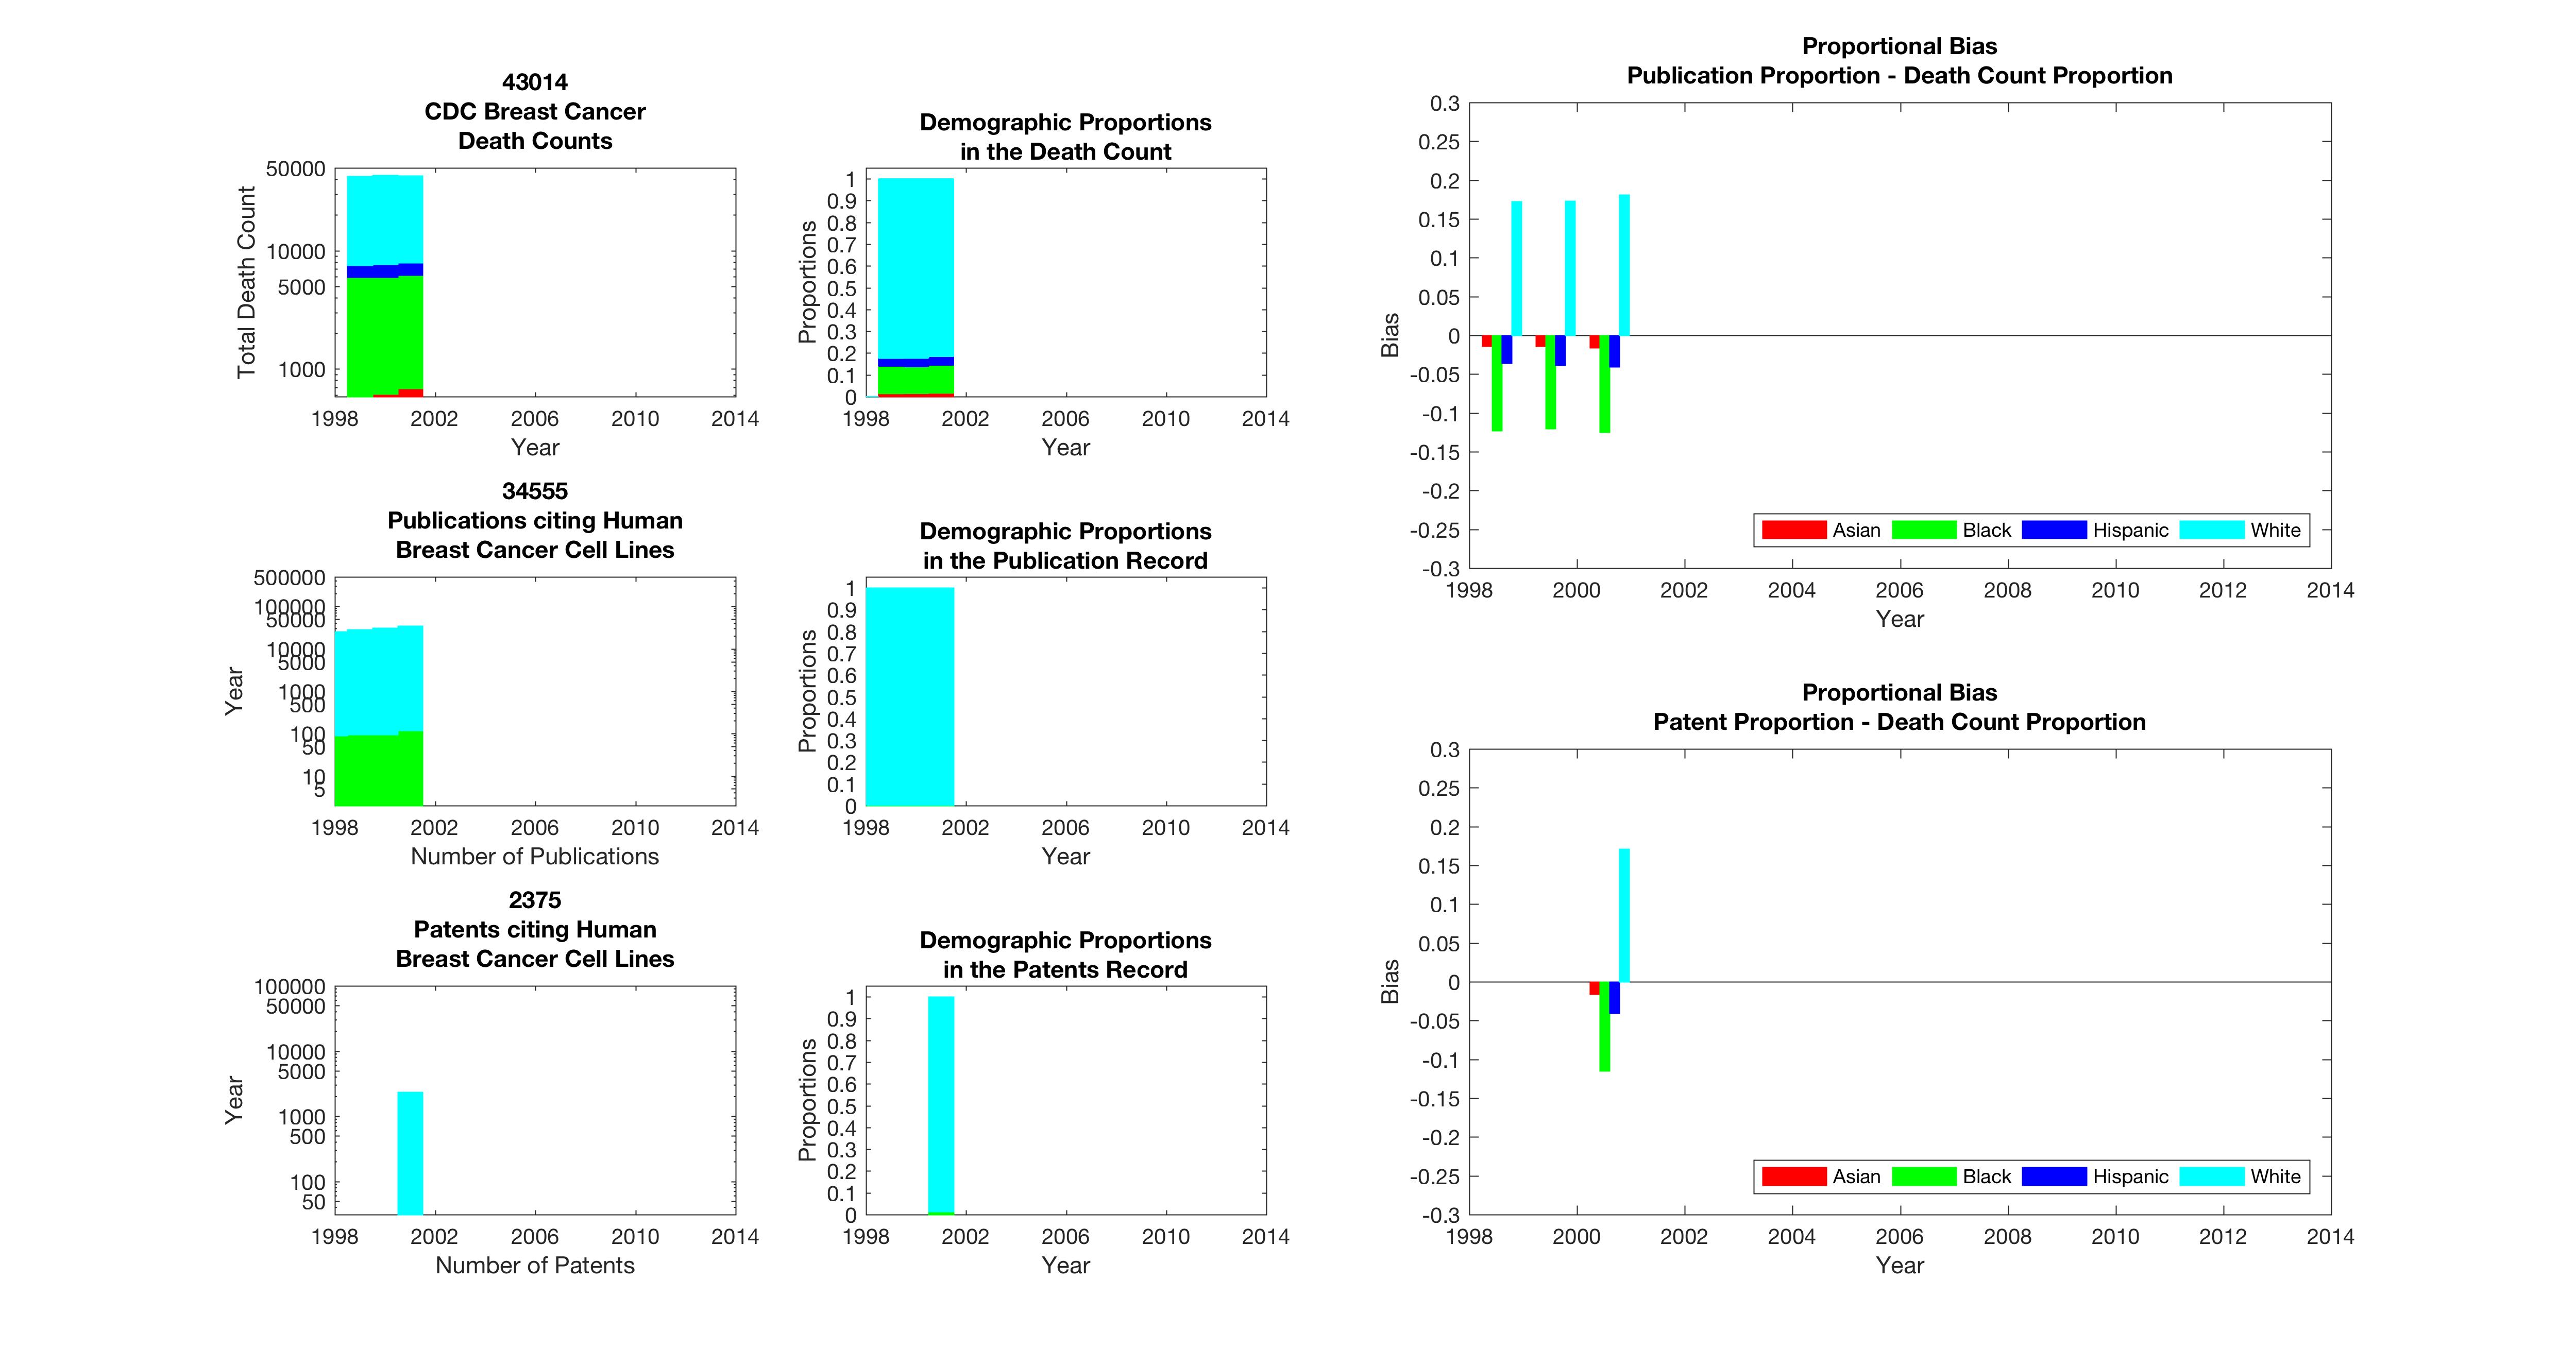 43014
CDC Breast Cancer
Death Counts
50000
10000
5000
1000
Total Death Count
1998 2002 2006 2010 2014
Year
Demographic Proportions
in the Death Count
1
0.9
0.8
0.7
0.6
0.5
0.4
0.3
0.2
0.1
0
Proportions
1998 2002 2006 2010 2014
Year
34555
Publications citing Human
Breast Cancer Cell Lines
500000
100000
50000
10000
5000
1000
500
100
50
10
5
Year
1998 2002 2006 2010 2014
Number of Publications
Demographic Proportions
in the Publication Record
1
0.9
0.8
0.7
0.6
0.5
0.4
0.3
0.2
0.1
0
Proportions
1998 2002 2006 2010 2014
Year
2375
Patents citing Human
Breast Cancer Cell Lines
100000
50000
10000
5000
1000
500
100
50
Year
1998 2002 2006 2010 2014
Number of Patents
Demographic Proportions
in the Patents Record
1
0.9
0.8
0.7
0.6
0.5
0.4
0.3
0.2
0.1
0
Proportions
1998 2002 2006 2010 2014
Year
Proportional Bias
Publication Proportion - Death Count Proportion
0.3
0.25
0.2
0.15
0.1
0.05
0
-0.05
-0.1
-0.15
-0.2
-0.25
-0.3
Bias
Asian Black Hispanic White
1998 2000 2002 2004 2006 2008 2010 2012 2014
Year
Proportional Bias
Patent Proportion - Death Count Proportion
0.3
0.25
0.2
0.15
0.1
0.05
0
-0.05
-0.1
-0.15
-0.2
-0.25
-0.3
Bias
Asian Black Hispanic White
1998 2000 2002 2004 2006 2008 2010 2012 2014
Year